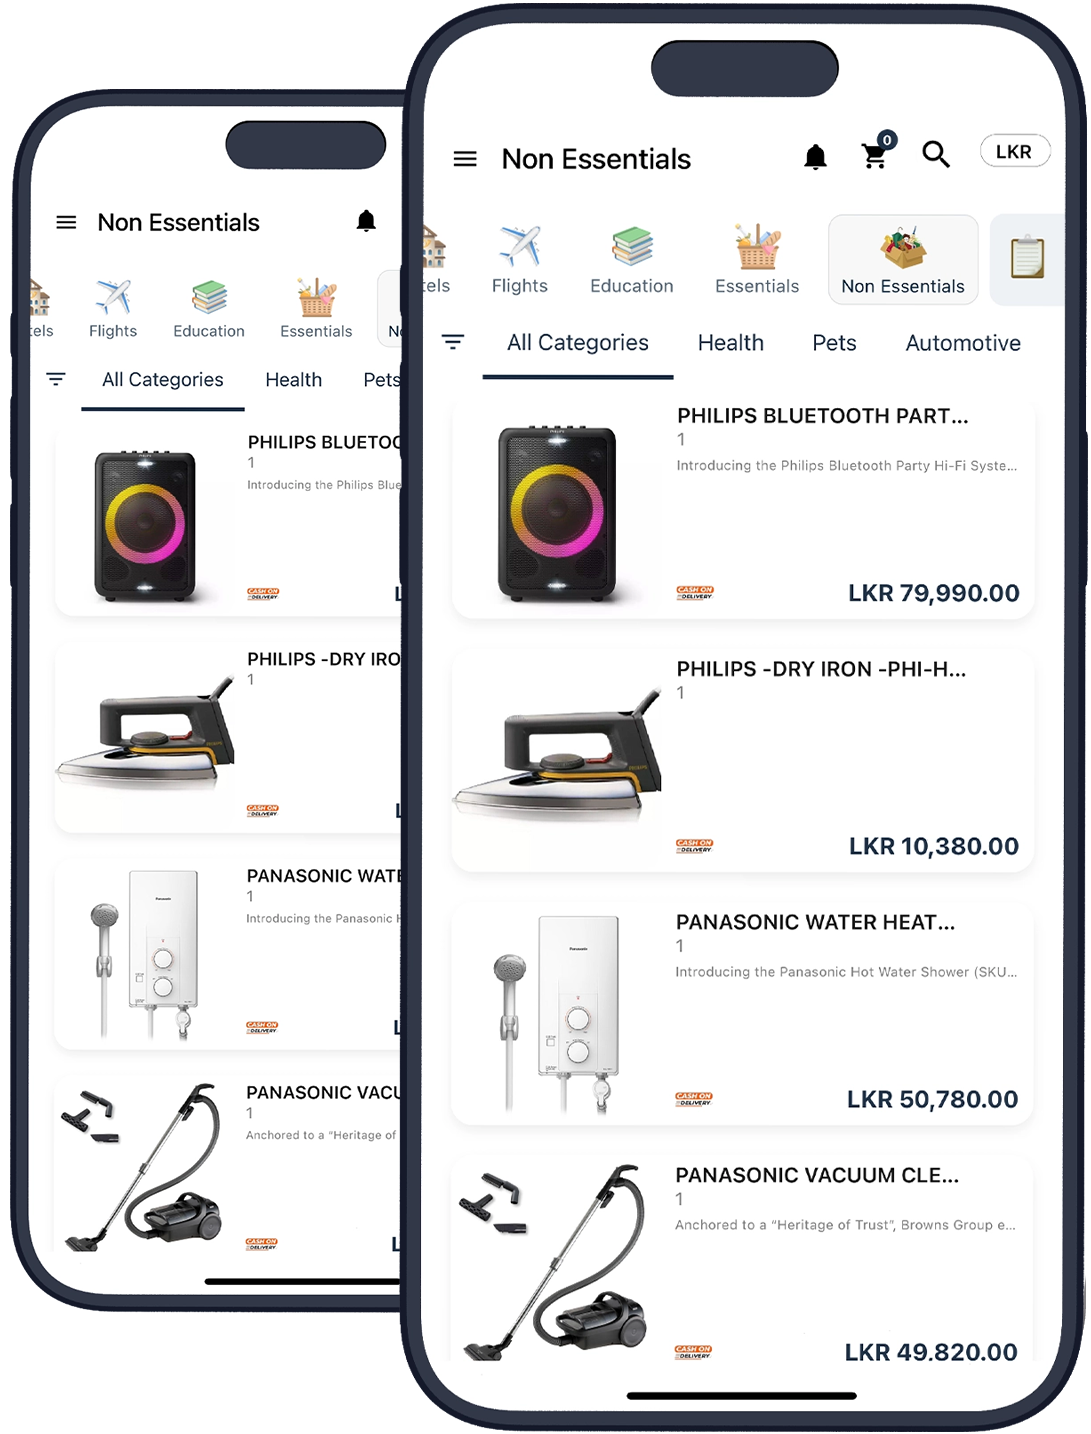 Non Essentials
tels
Flights
Education
Essentials
No
All Categories
Health
Pets
PHILIPS BLUETOO
1
Introducing the Philips Blue
CASH ON
DELIVERY
L
PHILIPS -DRY IRO
1
CASH ON
DELIVERY
L
PANASONIC WATE
1
Introducing the Panasonic H
Panasonic
CASH ON
DELIVERY
L
PANASONIC VACU
1
Anchored to a “Heritage of
CASH ON
DELIVERY
L
Non Essentials
0
LKR
tels
Flights
Education
Essentials
Non Essentials
All Categories
Health
Pets
Automotive
PHILIPS BLUETOOTH PART...
1
Introducing the Philips Bluetooth Party Hi-Fi Syste...
CASH ON
DELIVERY
LKR 79,990.00
PHILIPS -DRY IRON -PHI-H...
1
CASH ON
DELIVERY
LKR 10,380.00
PANASONIC WATER HEAT...
1
Introducing the Panasonic Hot Water Shower (SKU...
Panasonic
CASH ON
DELIVERY
LKR 50,780.00
PANASONIC VACUUM CLE...
1
Anchored to a “Heritage of Trust”, Browns Group e...
CASH ON
DELIVERY
LKR 49,820.00